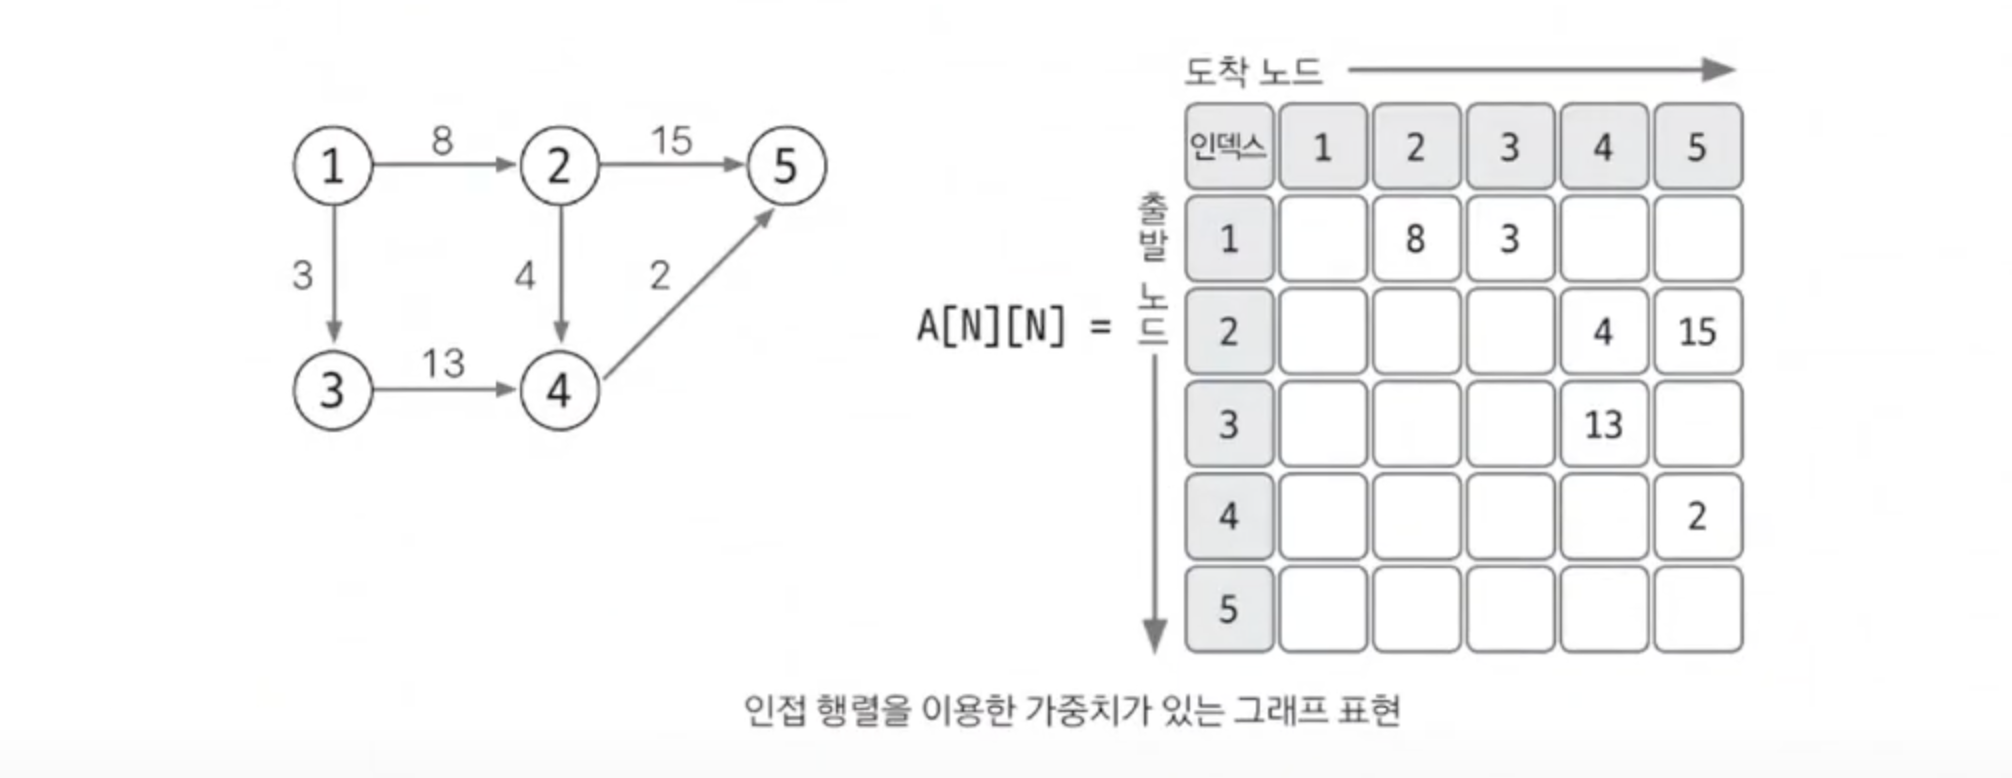 1 8 2 15 5
3 4 2
3 13 4
A[N][N] =
도착 노드
출발 노드
인덱스 1 2 3 4 5
1 8 3
2 4 15
3 13
4 2
5
인접 행렬을 이용한 가중치가 있는 그래프 표현